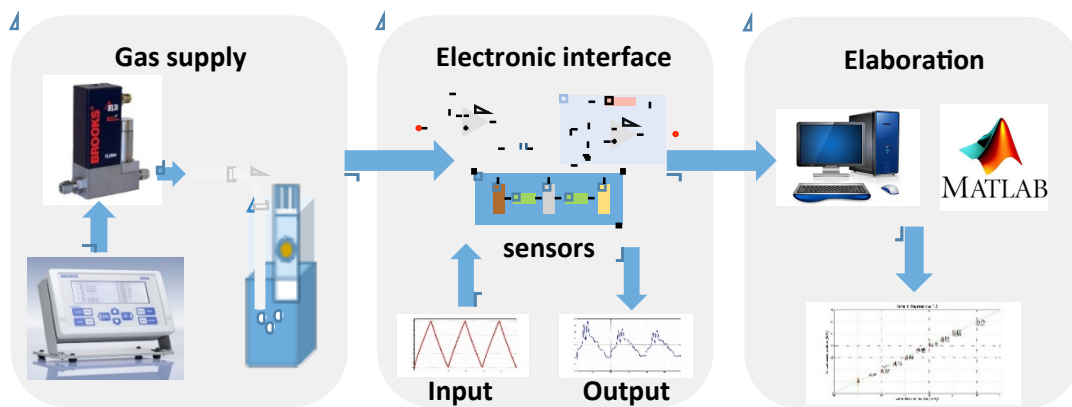 Gas supply
BROOKS
Electronic interface
sensors
Input
Output
Elaboration
MATLAB